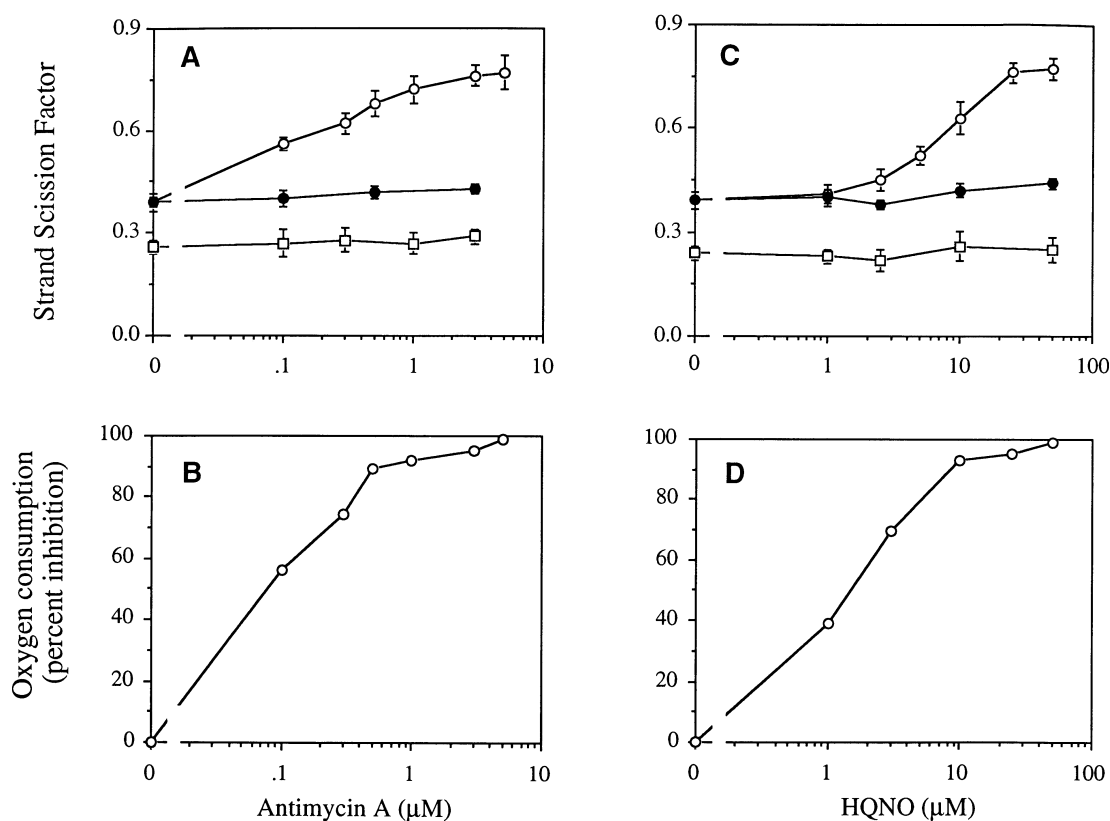 A
C
Strand Scission Factor
0.9
0.6
0.3
0.0
0 .1 1 10
0.9
0.6
0.3
0.0
0 1 10 100
B
D
Oxygen consumption
(percent inhibition)
100
80
60
40
20
0
0 .1 1 10
Antimycin A (μM)
100
80
60
40
20
0
0 1 10 100
HQNO (μM)